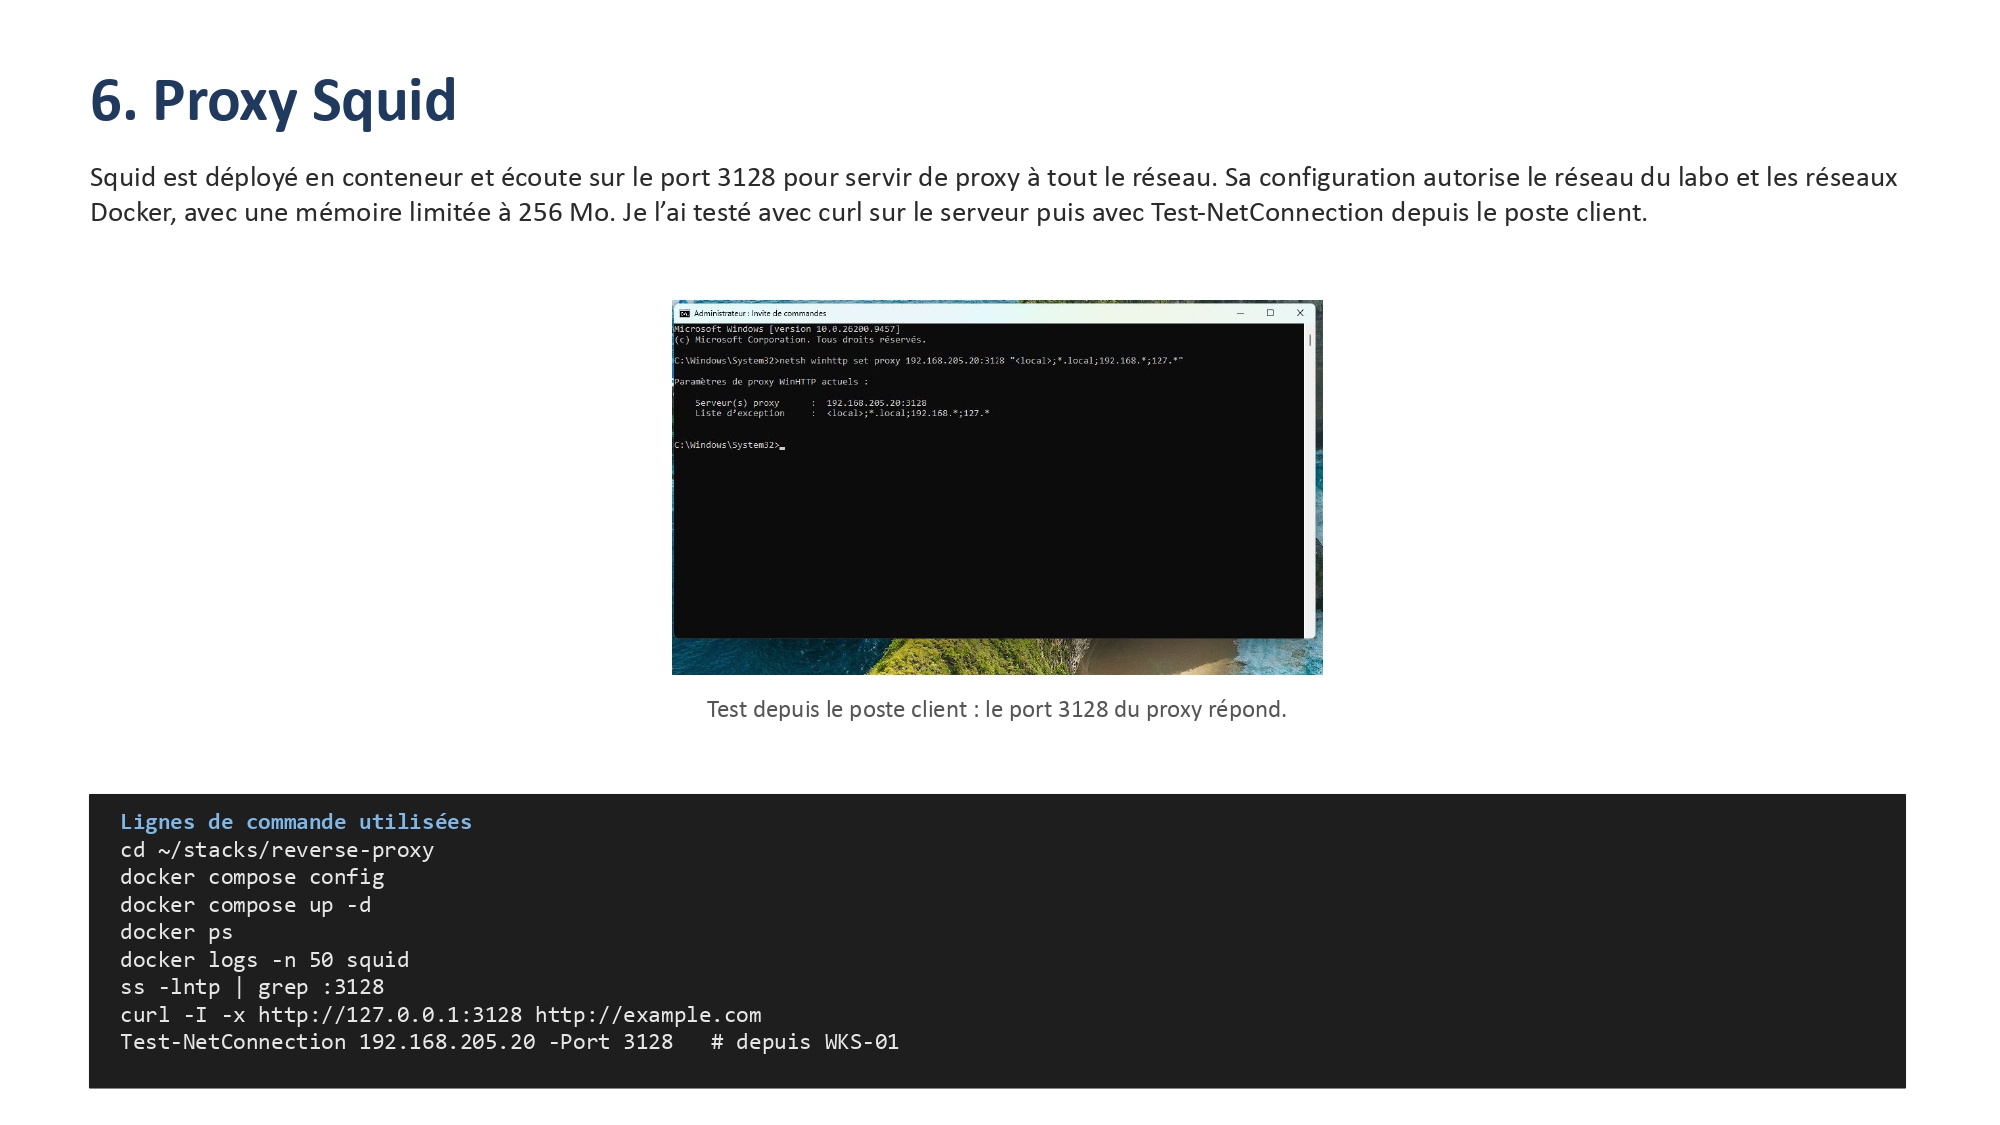 6. Proxy Squid
Squid est déployé en conteneur et écoute sur le port 3128 pour servir de proxy à tout le réseau. Sa configuration autorise le réseau du labo et les réseaux
Docker, avec une mémoire limitée à 256 Mo. Je l’ai testé avec curl sur le serveur puis avec Test-NetConnection depuis le poste client.
Administrateur : Invite de commandes
Microsoft Windows [version 10.0.26200.9457]
(c) Microsoft Corporation. Tous droits réservés.
C:\Windows\System32>netsh winhttp set proxy 192.168.205.20:3128 "<local>;*.local;192.168.*;127.*"
Paramètres de proxy WinHTTP actuels :
Serveur(s) proxy : 192.168.205.20:3128
Liste d'exception : <local>;*.local;192.168.*;127.*
C:\Windows\System32>
Test depuis le poste client : le port 3128 du proxy répond.
Lignes de commande utilisées
cd ~/stacks/reverse-proxy
docker compose config
docker compose up -d
docker ps
docker logs -n 50 squid
ss -lntp | grep :3128
curl -I -x http://127.0.0.1:3128 http://example.com
Test-NetConnection 192.168.205.20 -Port 3128 # depuis WKS-01